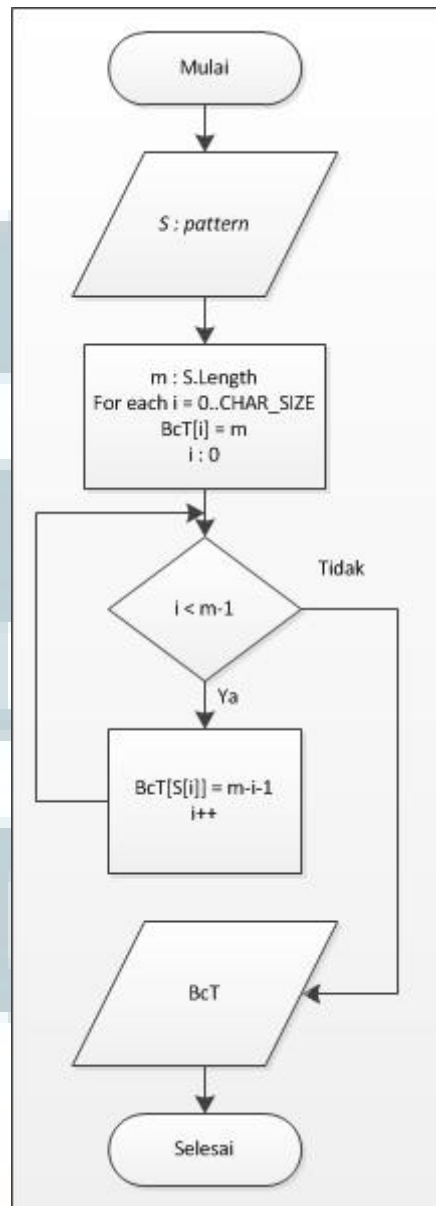 Mulai
S : pattern
m : S.Length
For each i = 0..CHAR_SIZE
BcT[i] = m
i : 0
Tidak
i < m-1
Ya
BcT[S[i]] = m-i-1
i++
BcT
Selesai